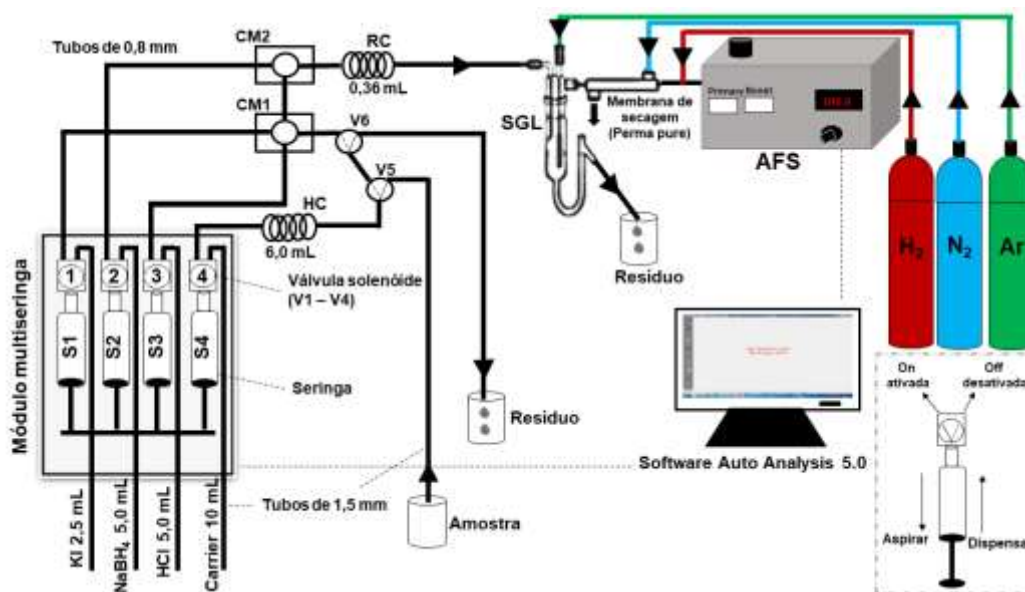 CM2
RC
Tubos de 0,8 mm
0,36 mL
CM1
V6
SGL
Membrana de
secagem
(Perma pure)
Primary
AFS
V5
HC
6,0 mL
Resíduo
H2
N2
Ar
Módulo multiseringa
1
2
3
4
Válvula solenóide
(V1 – V4)
S1
S2
S3
S4
Seringa
Resíduo
On
ativada
Off
desativada
Software Auto Analysis 5.0
Tubos de 1,5 mm
Amostra
Aspirar
Dispensa
KI 2,5 mL
NaBH4 5,0 mL
HCl 5,0 mL
Carrier 10 mL